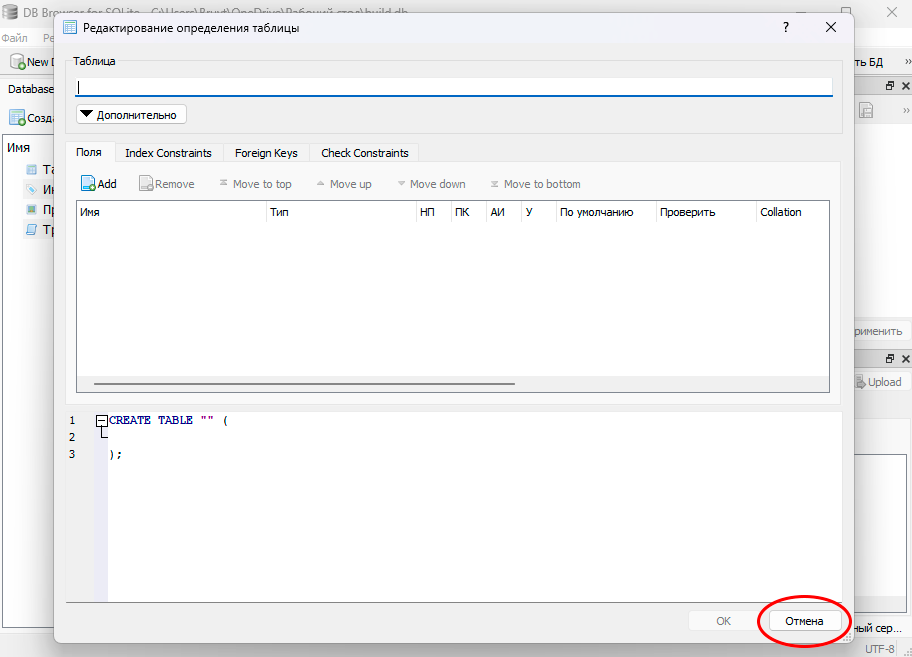 DB Browser for SQLite - C:\Users\Bryut\OneDrive\Рабочий стол\build.db
Файл
Редактирование определения таблицы
?
New
ть БД
»
Таблица
Database
Дополнительно
Созда
»
Имя
Поля Index Constraints Foreign Keys Check Constraints
Та
Add Remove Move to top Move up Move down Move to bottom
Ин
Имя Тип НП ПК АИ У По умолчанию Проверить Collation
Пр
Тр
рименить
Upload
1 CREATE TABLE "" (
2
3 );
OK Отмена
ный сер...
UTF-8